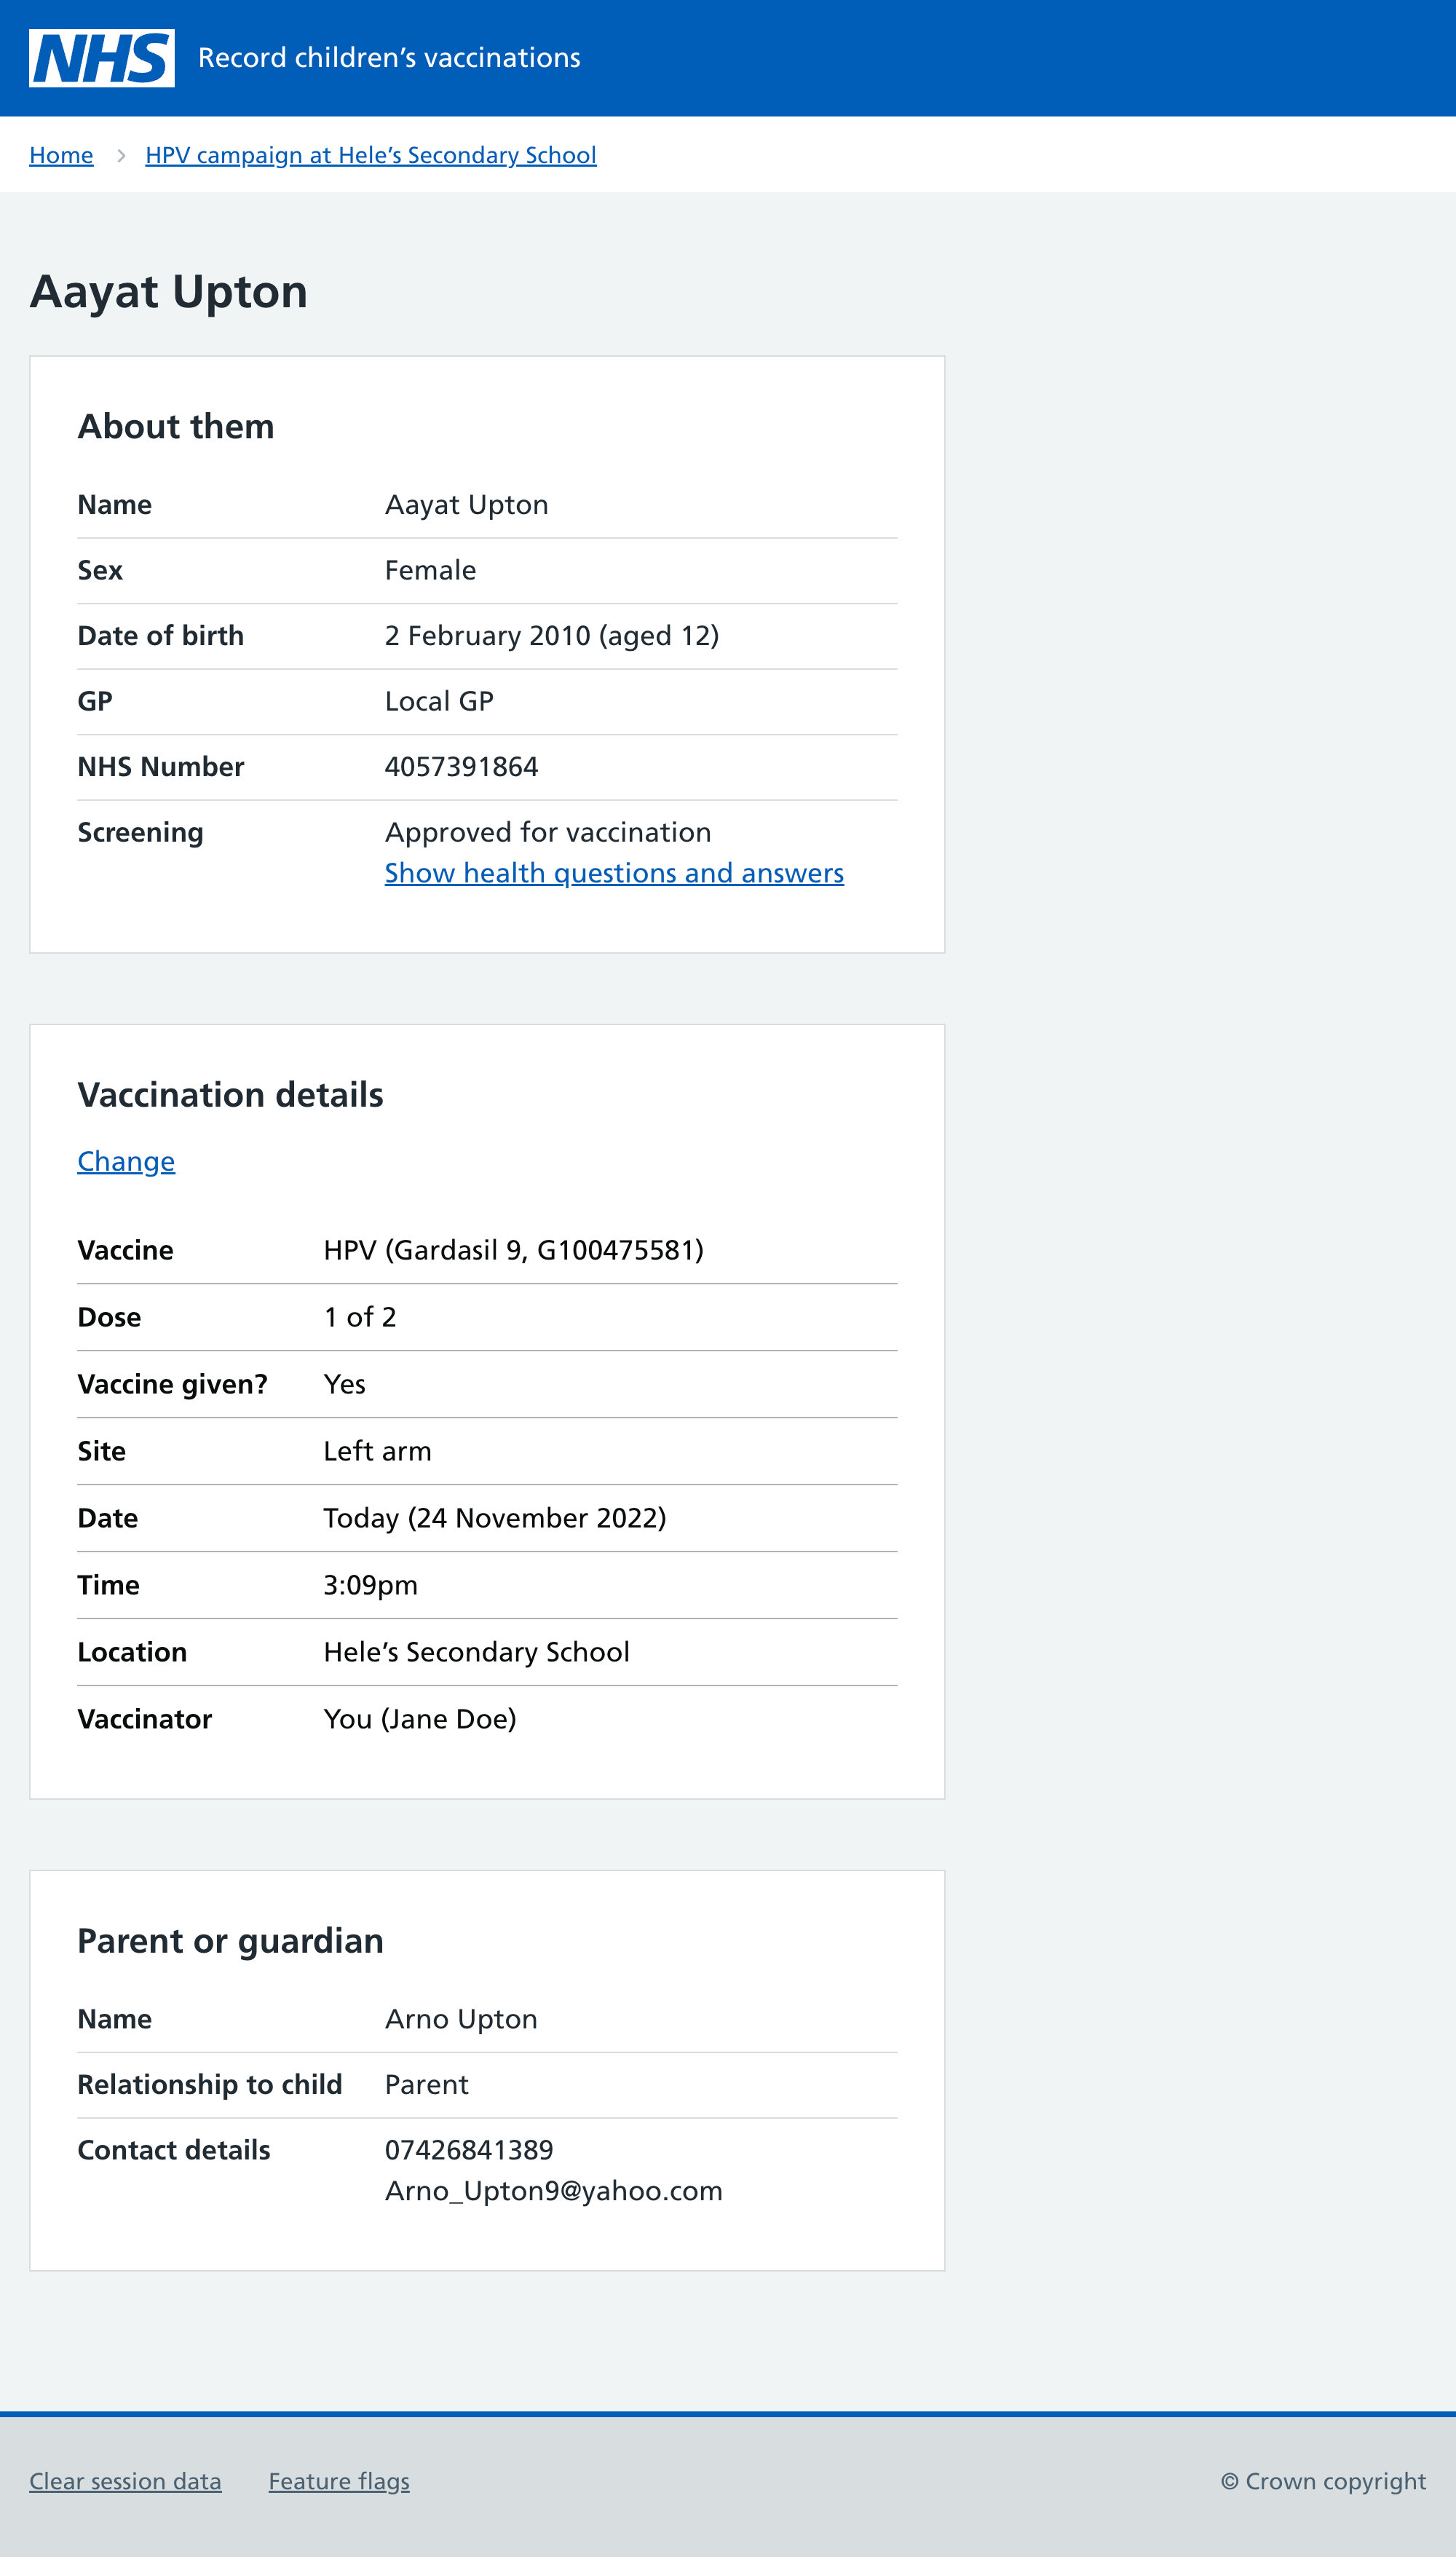 NHS Record children’s vaccinations
Home > HPV campaign at Hele’s Secondary School
Aayat Upton
About them
Name Aayat Upton
Sex Female
Date of birth 2 February 2010 (aged 12)
GP Local GP
NHS Number 4057391864
Screening Approved for vaccination
Show health questions and answers
Vaccination details
Change
Vaccine HPV (Gardasil 9, G100475581)
Dose 1 of 2
Vaccine given? Yes
Site Left arm
Date Today (24 November 2022)
Time 3:09pm
Location Hele’s Secondary School
Vaccinator You (Jane Doe)
Parent or guardian
Name Arno Upton
Relationship to child Parent
Contact details 07426841389
Arno_Upton9@yahoo.com
Clear session data Feature flags © Crown copyright